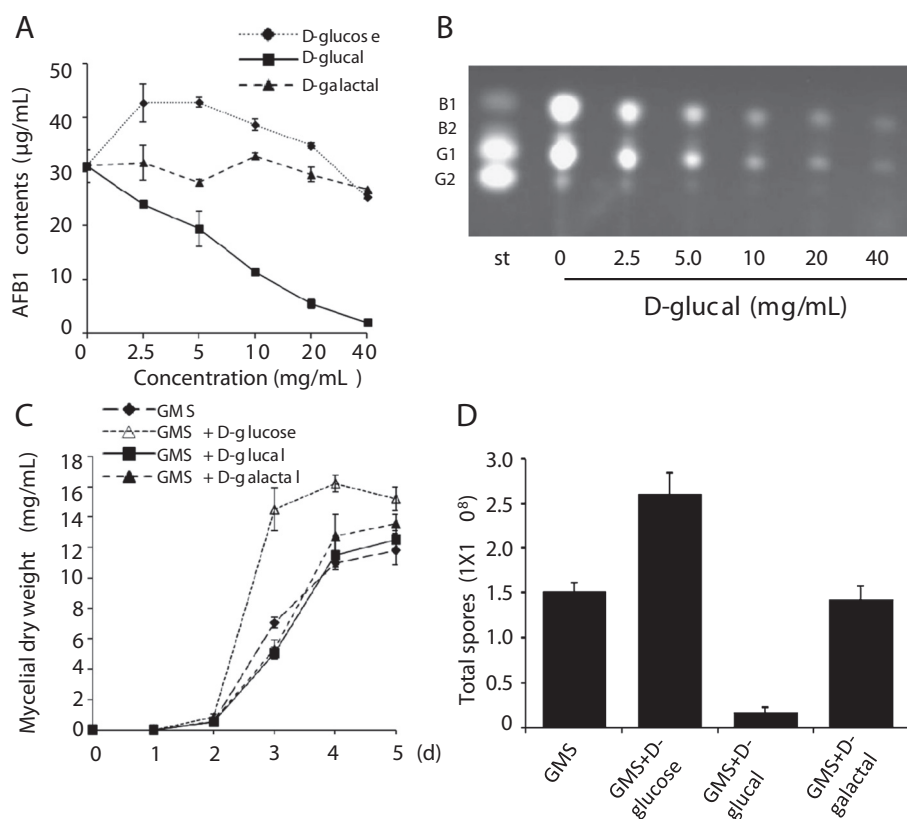 A
D-glucos e
D-glucal
D-galactal
AFB1 contents (µg/mL)
50
40
30
20
10
0
0 2.5 5 10 20 40
Concentration (mg/mL )
B
B1
B2
G1
G2
st 0 2.5 5.0 10 20 40
D-glucal (mg/mL)
C
GM S
GMS + D-g lucose
GMS + D-g luca l
GMS + D-g alacta l
Mycelial dry weight (mg/mL)
18
16
14
12
10
8
6
4
2
0
0 1 2 3 4 5 (d)
D
Total spores (1X1 0⁸)
3.0
2.5
2.0
1.5
1.0
0.5
0
GMS
GMS+D-
glucose
GMS+D-
glucal
GMS+D-
galactal